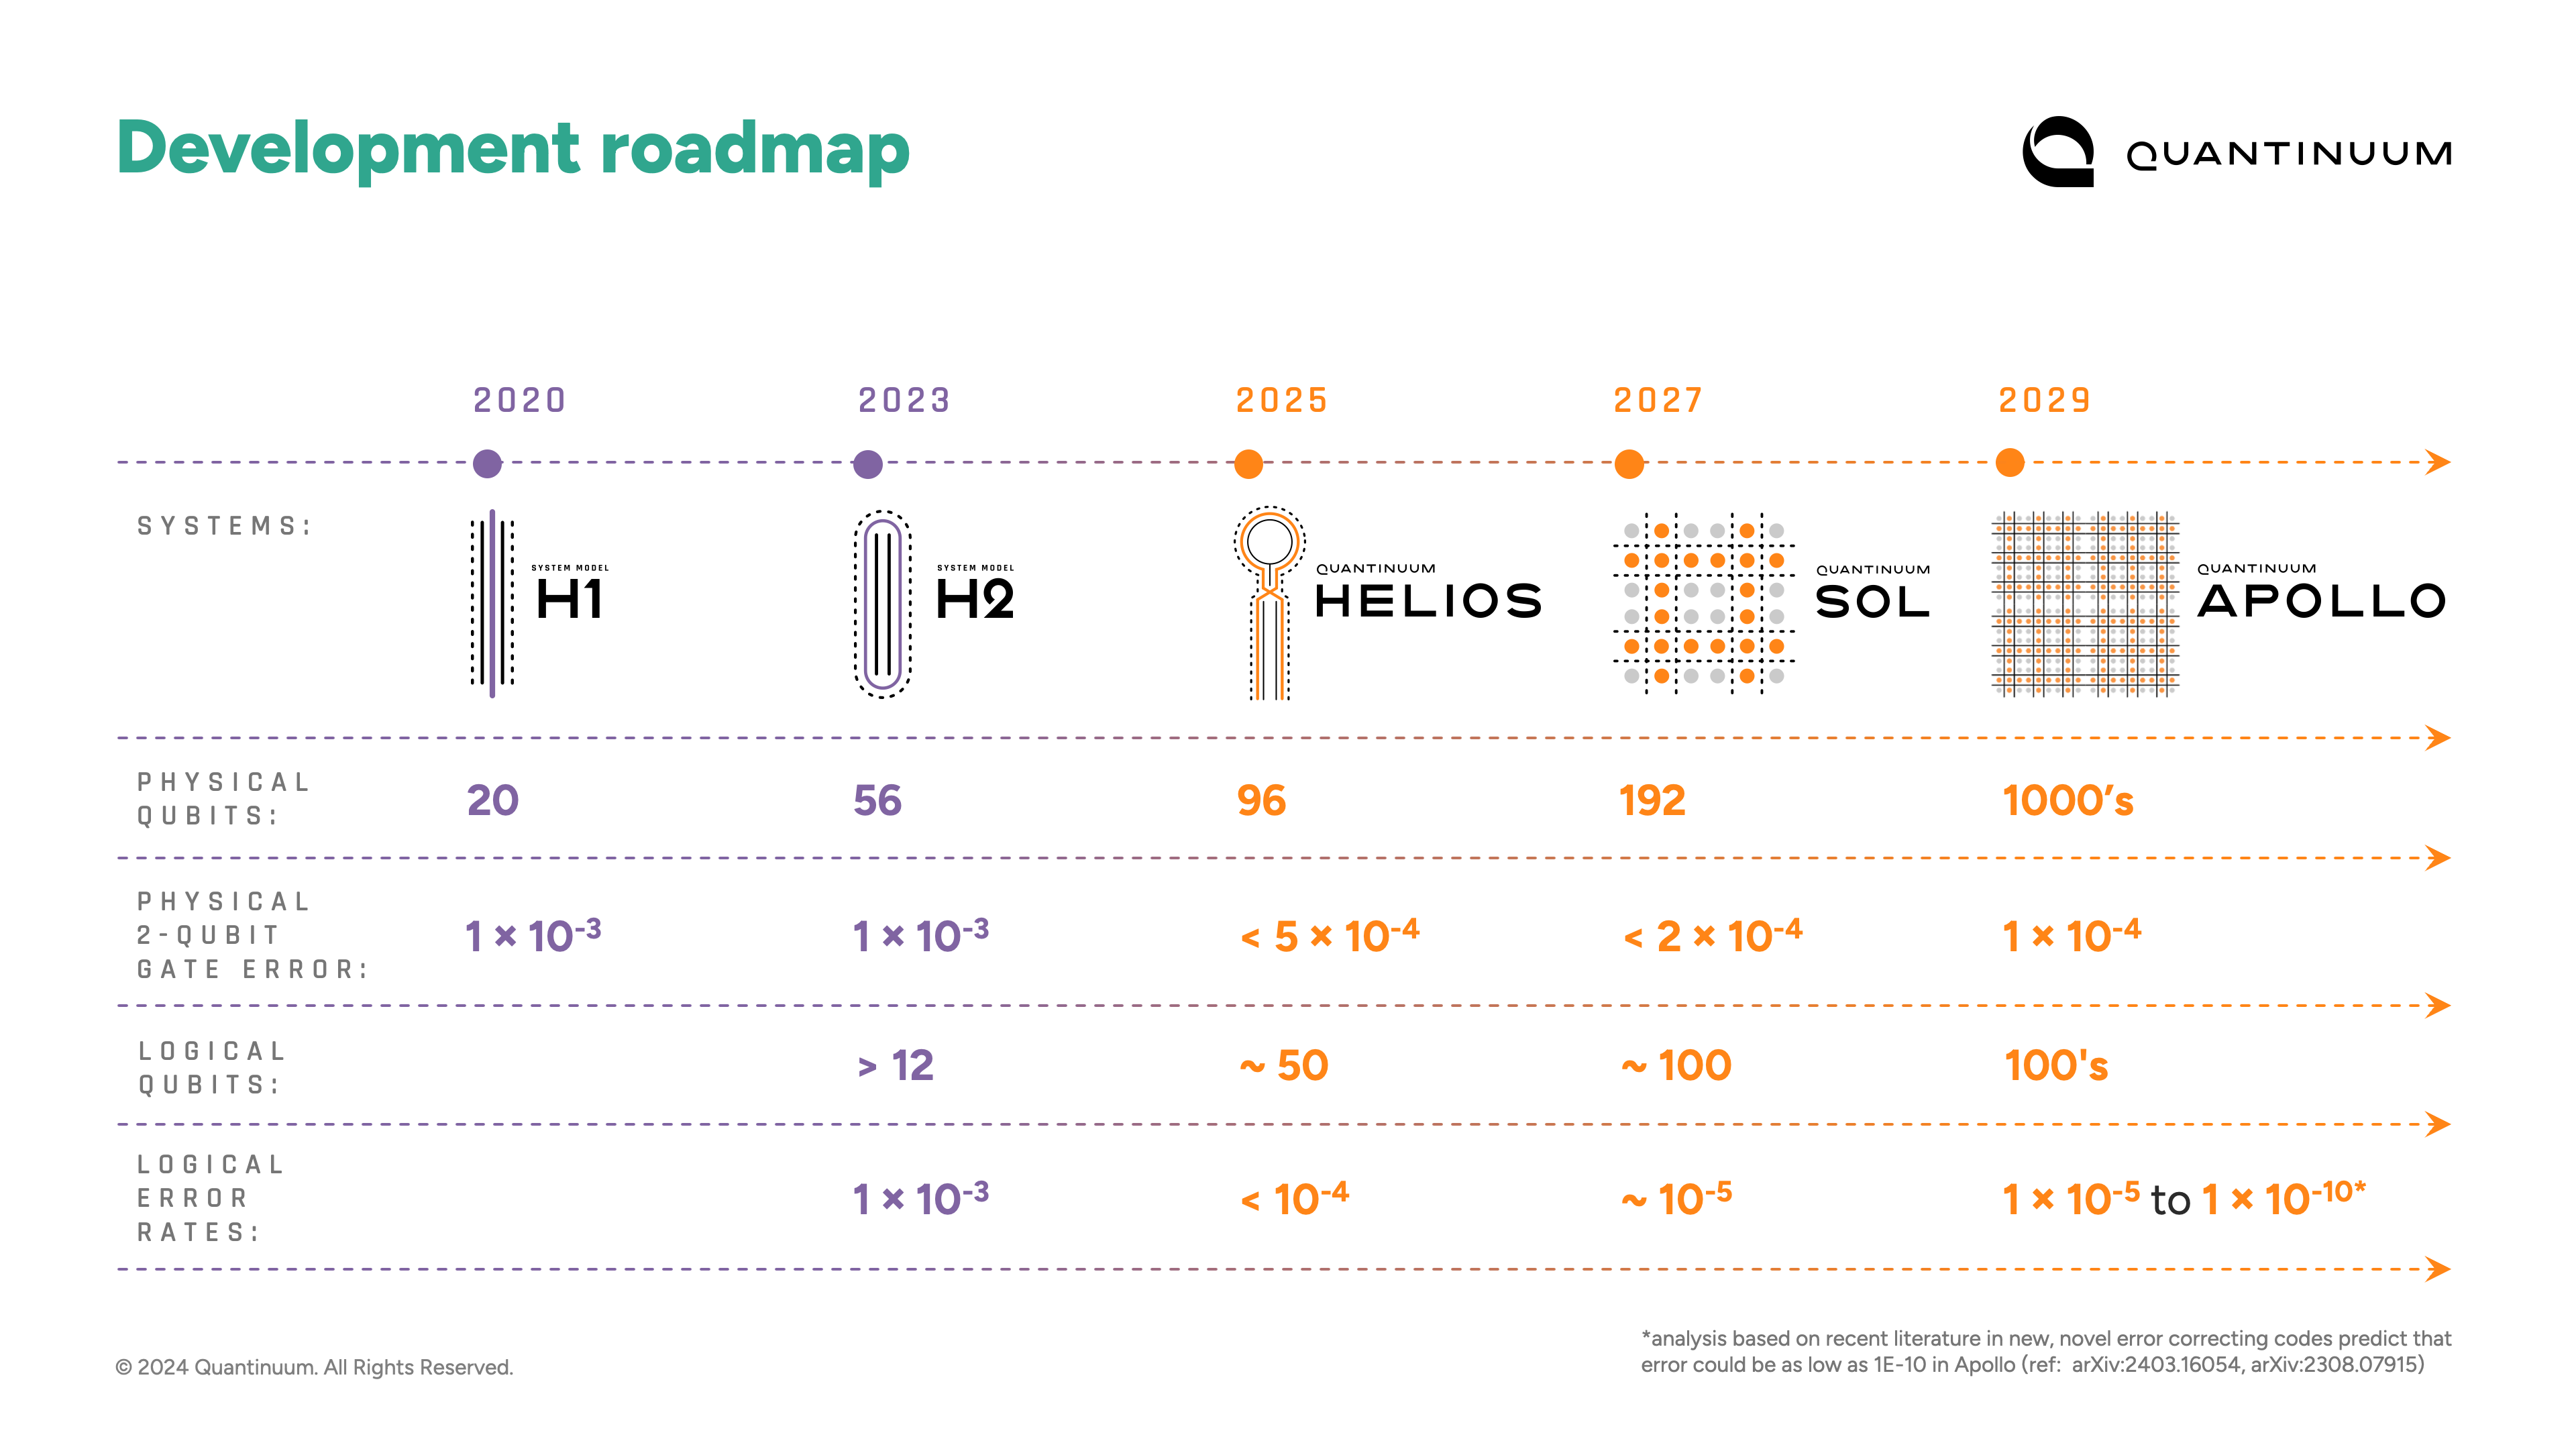 Development roadmap
QUANTINUUM
2020 2023 2025 2027 2029
SYSTEMS:
SYSTEM MODEL
H1
SYSTEM MODEL
H2
QUANTINUUM
HELIOS
QUANTINUUM
SOL
QUANTINUUM
APOLLO
PHYSICAL
QUBITS:
20 56 96 192 1000’s
PHYSICAL
2-QUBIT
GATE ERROR:
1 × 10⁻³ 1 × 10⁻³ < 5 × 10⁻⁴ < 2 × 10⁻⁴ 1 × 10⁻⁴
LOGICAL
QUBITS:
> 12 ~ 50 ~ 100 100's
LOGICAL
ERROR
RATES:
1 × 10⁻³ < 10⁻⁴ ~ 10⁻⁵ 1 × 10⁻⁵ to 1 × 10⁻¹⁰*
*analysis based on recent literature in new, novel error correcting codes predict that
error could be as low as 1E-10 in Apollo (ref: arXiv:2403.16054, arXiv:2308.07915)
© 2024 Quantinuum. All Rights Reserved.